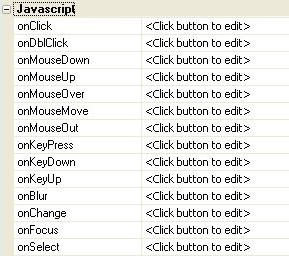 Javascript
onClick <Click button to edit>
onDblClick <Click button to edit>
onMouseDown <Click button to edit>
onMouseUp <Click button to edit>
onMouseOver <Click button to edit>
onMouseMove <Click button to edit>
onMouseOut <Click button to edit>
onKeyPress <Click button to edit>
onKeyDown <Click button to edit>
onKeyUp <Click button to edit>
onBlur <Click button to edit>
onChange <Click button to edit>
onFocus <Click button to edit>
onSelect <Click button to edit>